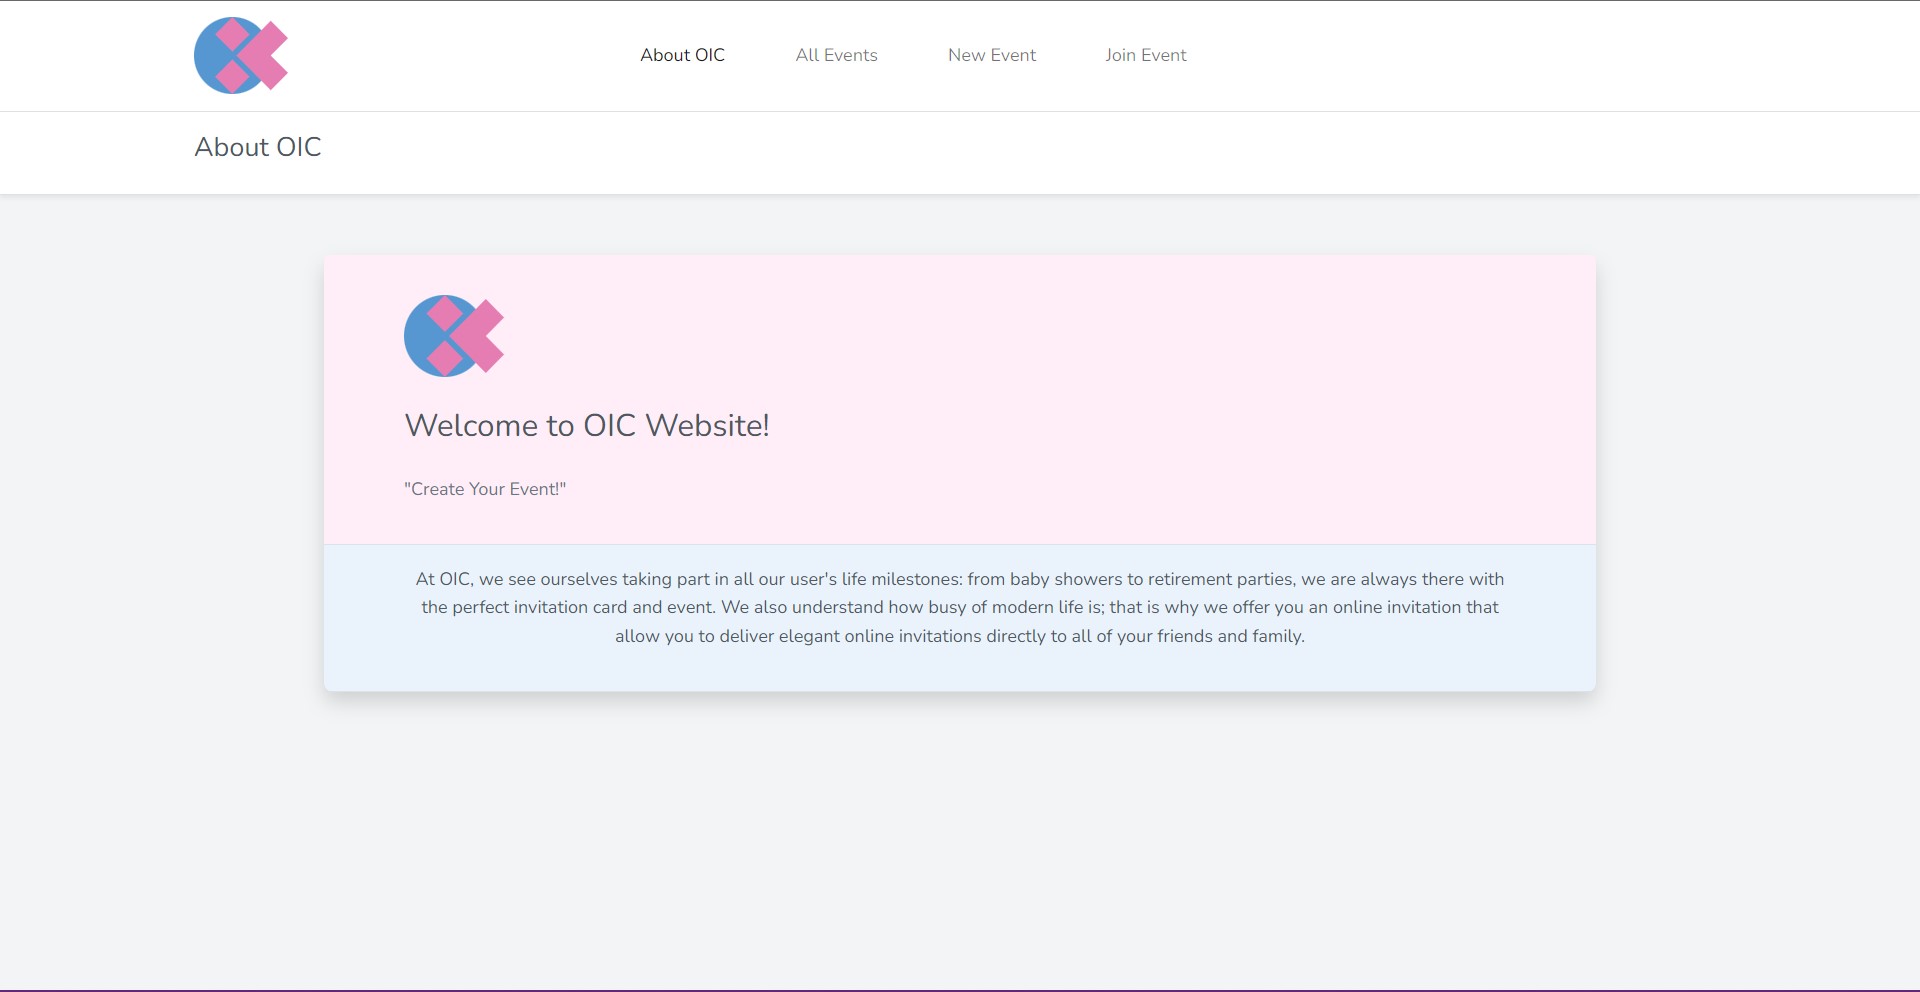 About OIC
All Events
New Event
Join Event
About OIC
Welcome to OIC Website!
"Create Your Event!"
At OIC, we see ourselves taking part in all our user's life milestones: from baby showers to retirement parties, we are always there with
the perfect invitation card and event. We also understand how busy of modern life is; that is why we offer you an online invitation that
allow you to deliver elegant online invitations directly to all of your friends and family.